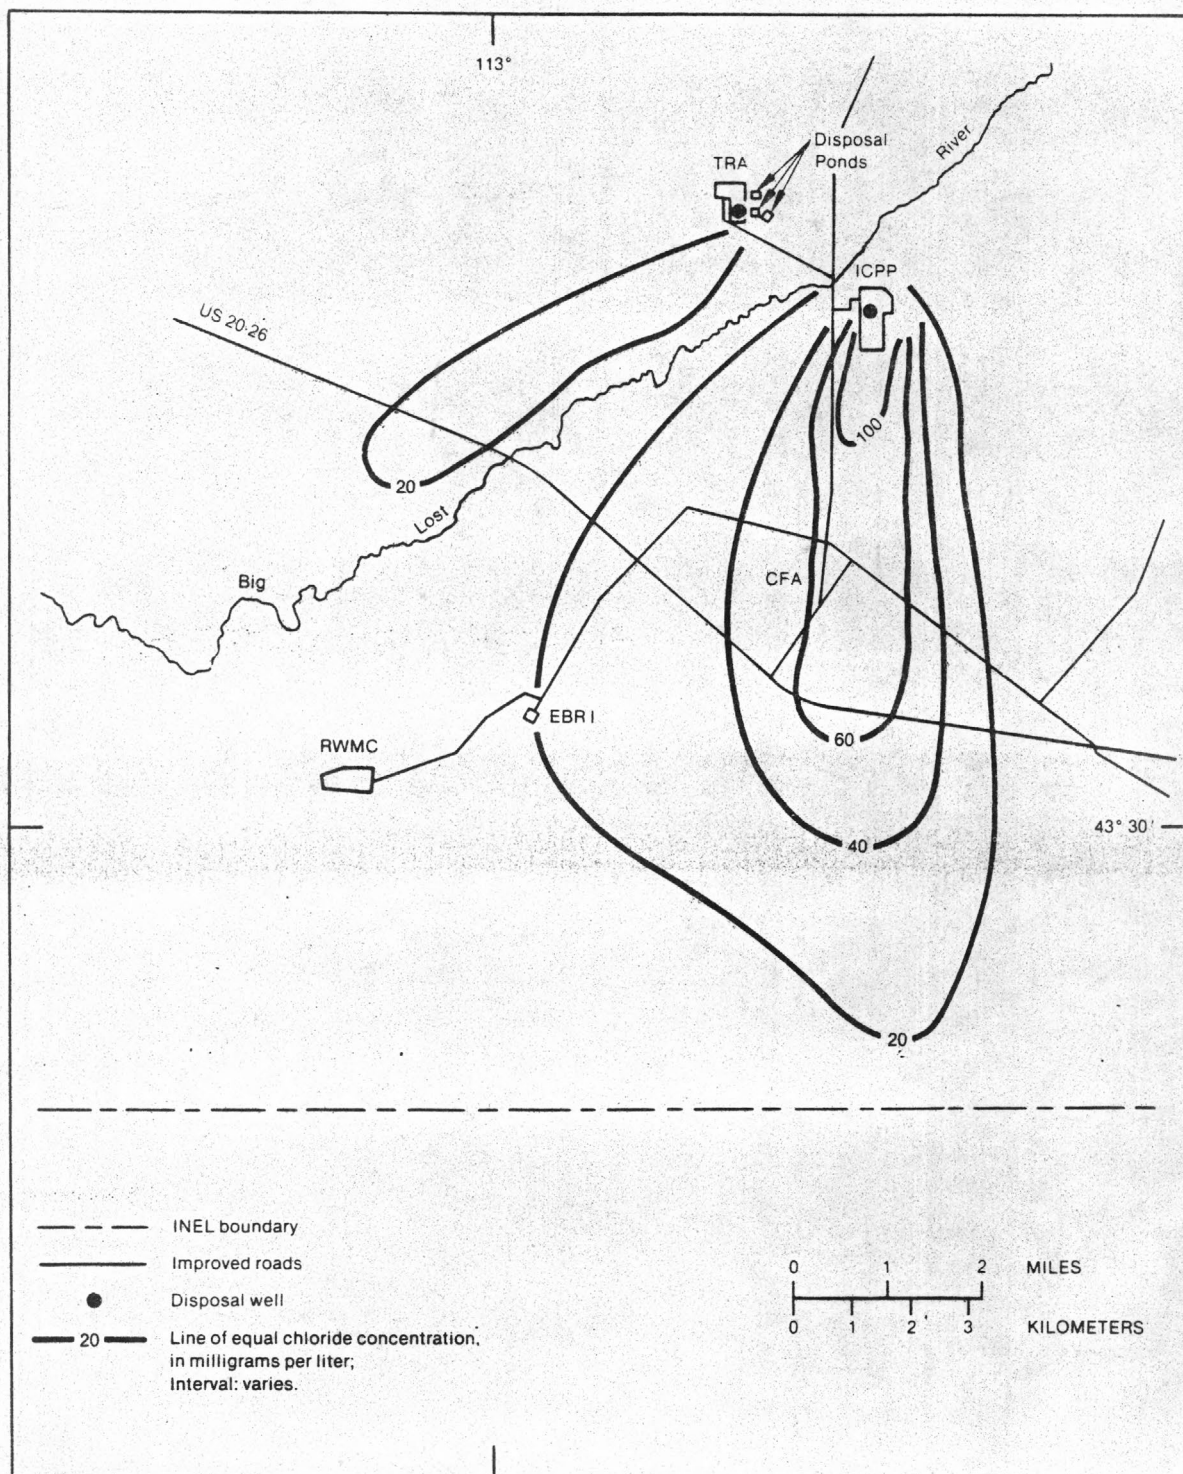 113°
Disposal
Ponds
River
TRA
ICPP
US 20-26
100
20
Lost
Big
CFA
EBR I
60
RWMC
43° 30'
40
20
INEL boundary
Improved roads
Disposal well
20 Line of equal chloride concentration,
in milligrams per liter;
Interval: varies.
0 1 2 MILES
0 1 2 3 KILOMETERS